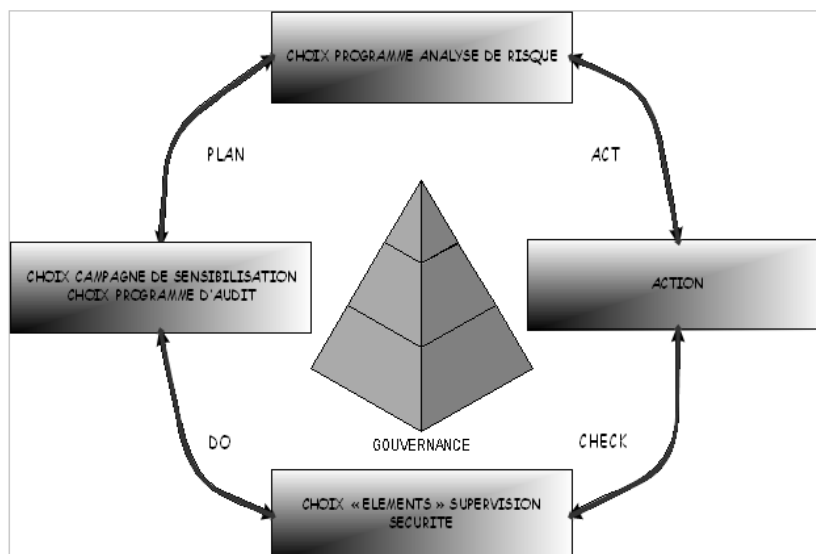 CHOIX PROGRAMME ANALYSE DE RISQUE
PLAN
ACT
CHOIX CAMPAGNE DE SENSIBILISATION
CHOIX PROGRAMME D'AUDIT
ACTION
DO
GOUVERNANCE
CHECK
CHOIX « ELEMENTS » SUPERVISION
SECURITE